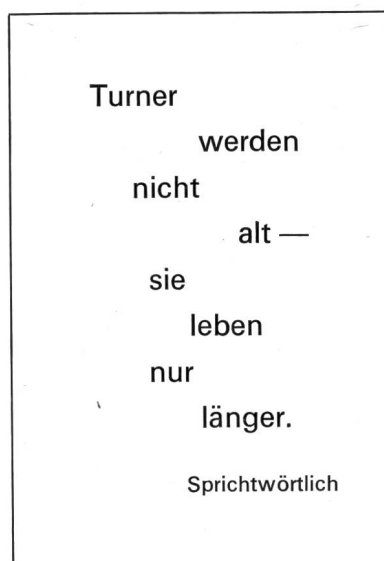 Turner
werden
nicht
alt —
sie
leben
nur
länger.
Sprichtwörtlich